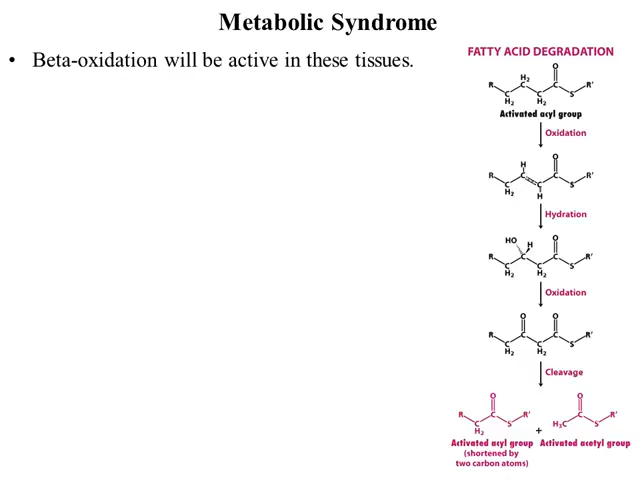 Metabolic Syndrome
• Beta-oxidation will be active in these tissues.
FATTY ACID DEGRADATION
H₂
O
R
C
C
S
R'
C
H₂
C
H₂
Activated acyl group
Oxidation
H
O
R
C
C
S
R'
C
H₂
C
H
Hydration
HO
H
O
R
C
C
S
R'
C
H₂
C
H₂
Oxidation
O
O
R
C
C
S
R'
C
H₂
C
H₂
Cleavage
O
R
C
S
R'
C
H₂
+
O
H₃C
C
S
R'
Activated acyl group
(shortened by
two carbon atoms)
Activated acetyl group